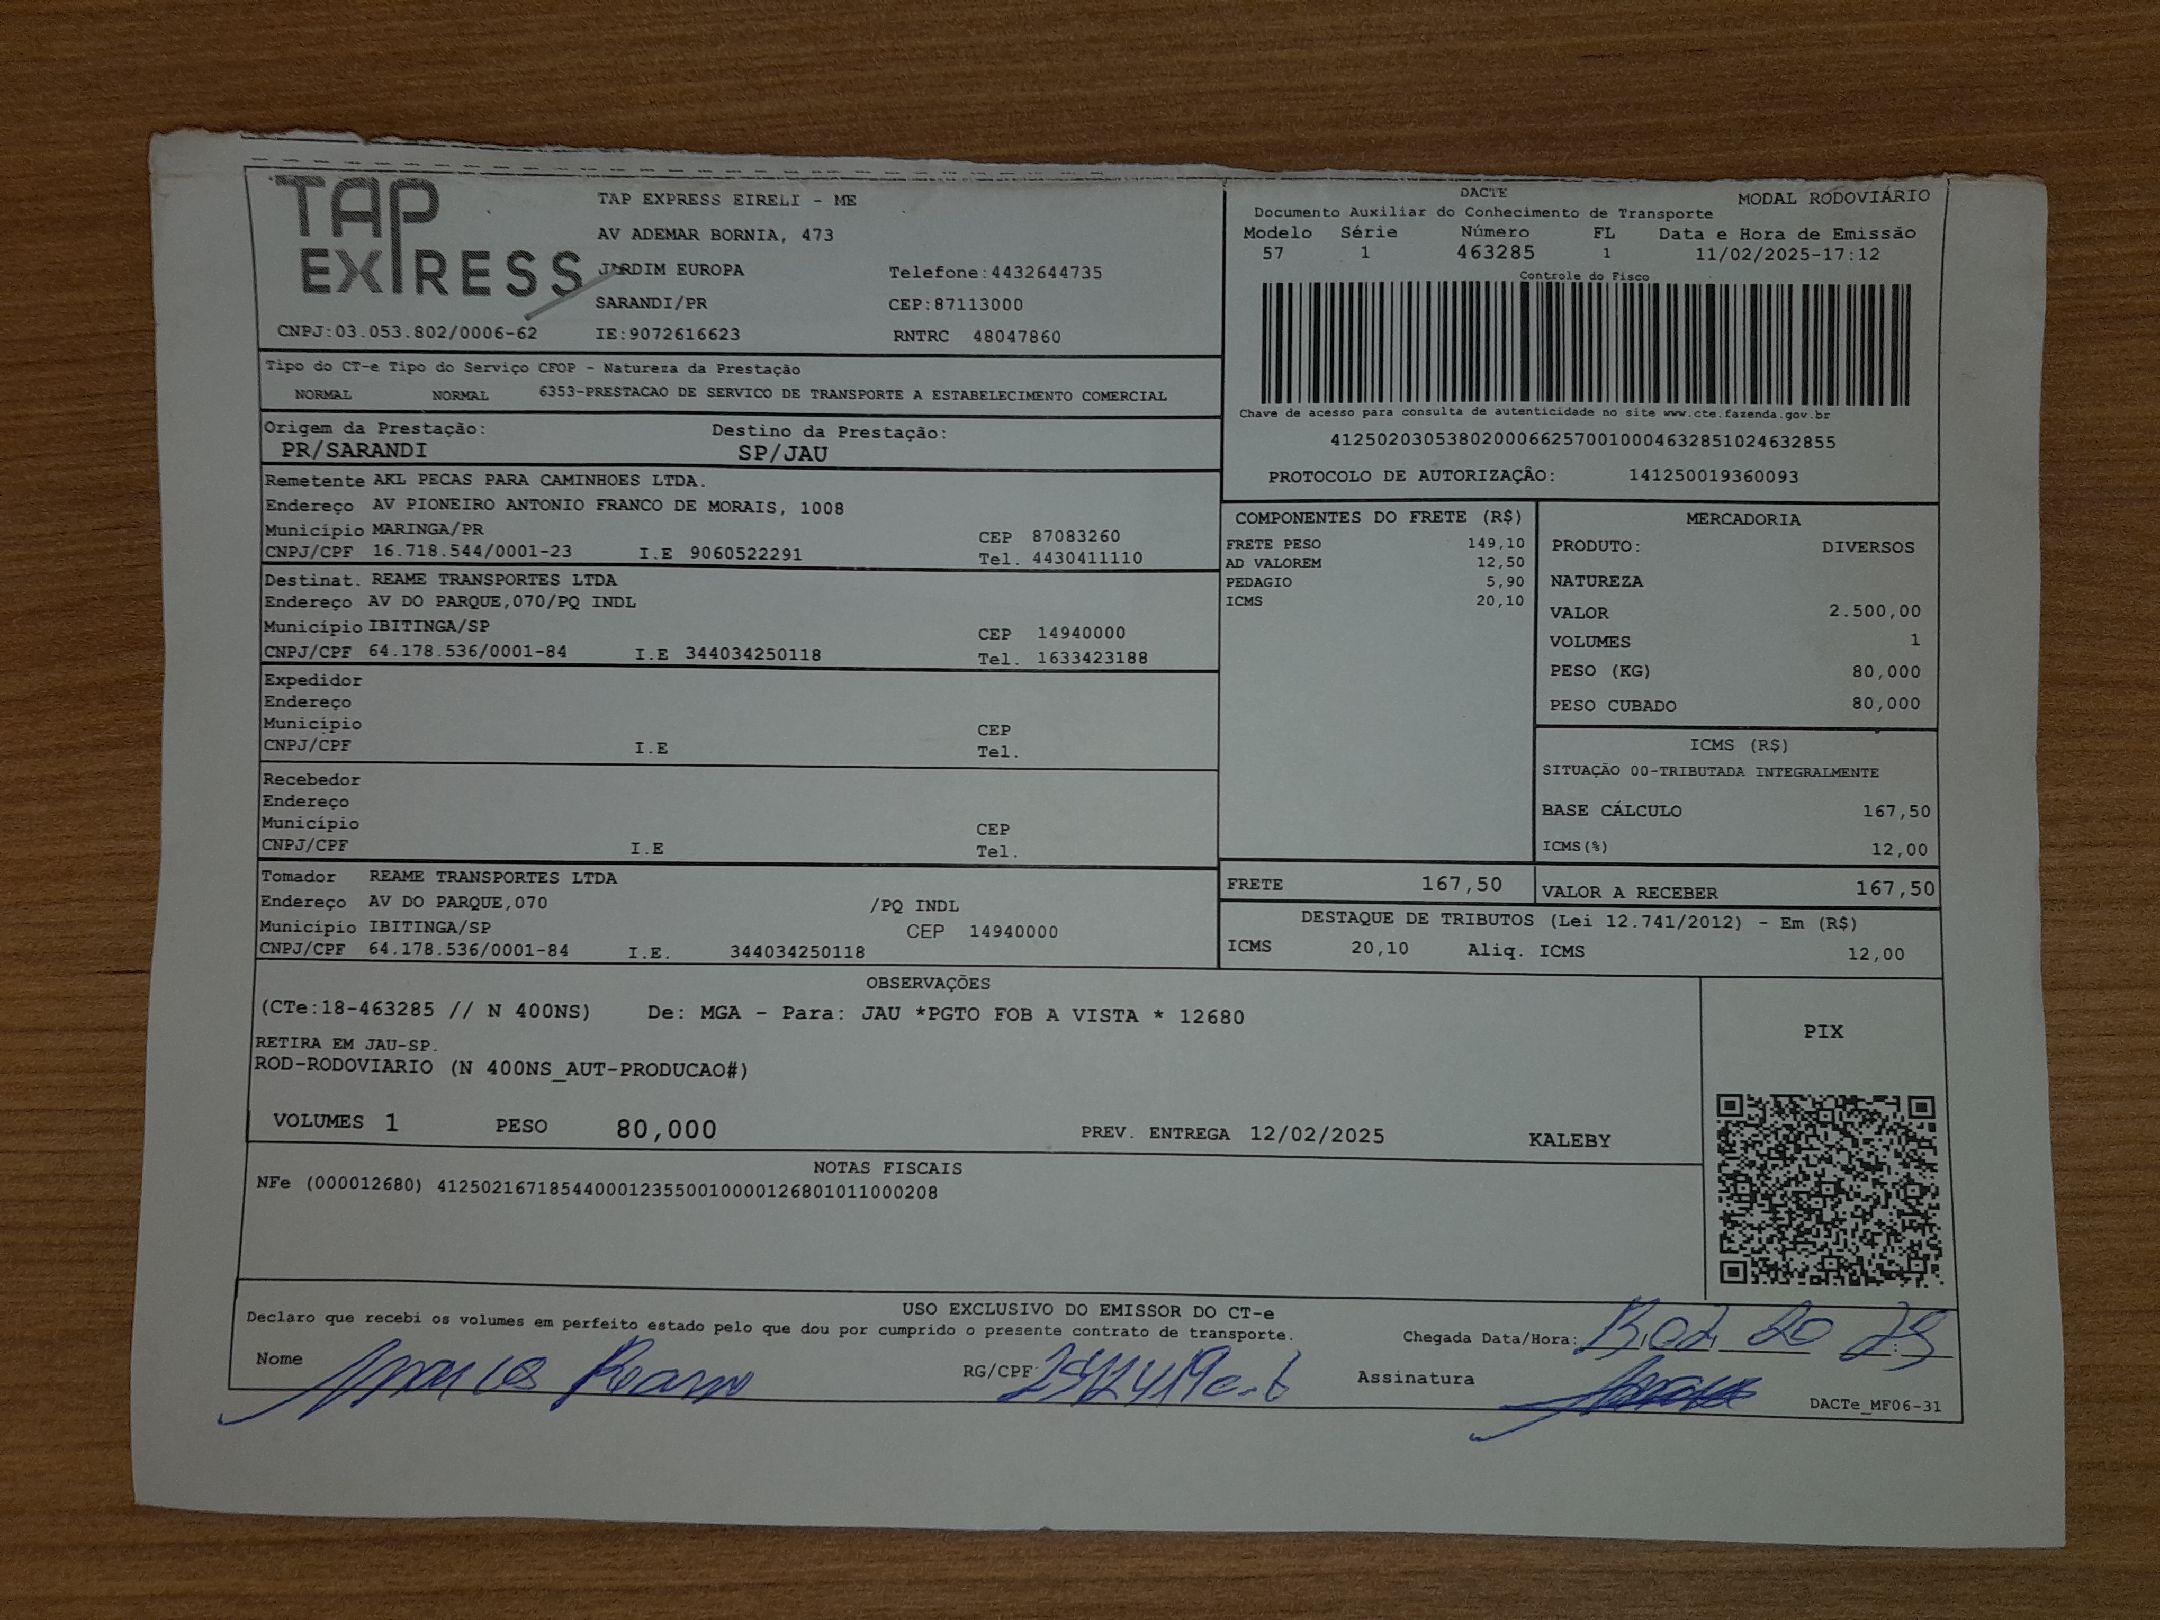 TAP
EXPRESS
TAP EXPRESS EIRELI - ME
AV ADEMAR BORNIA, 473
JARDIM EUROPA Telefone:4432644735
SARANDI/PR CEP:87113000
CNPJ:03.053.802/0006-62 IE:9072616623 RNTRC 48047860
DACTE MODAL RODOVIÁRIO
Documento Auxiliar do Conhecimento de Transporte
Modelo Série Número FL Data e Hora de Emissão
57 1 463285 1 11/02/2025-17:12
Controle do Fisco
Chave de acesso para consulta de autenticidade no site www.cte.fazenda.gov.br
41250203053802000662570010004632851024632855
PROTOCOLO DE AUTORIZAÇÃO: 141250019360093
Tipo do CT-e Tipo do Serviço CFOP - Natureza da Prestação
NORMAL NORMAL 6353-PRESTACAO DE SERVICO DE TRANSPORTE A ESTABELECIMENTO COMERCIAL
Origem da Prestação: Destino da Prestação:
PR/SARANDI SP/JAU
Remetente AKL PECAS PARA CAMINHOES LTDA.
Endereço AV PIONEIRO ANTONIO FRANCO DE MORAIS, 1008
Município MARINGA/PR CEP 87083260
CNPJ/CPF 16.718.544/0001-23 I.E 9060522291 Tel. 4430411110
Destinat. REAME TRANSPORTES LTDA
Endereço AV DO PARQUE,070/PQ INDL
Município IBITINGA/SP CEP 14940000
CNPJ/CPF 64.178.536/0001-84 I.E 344034250118 Tel. 1633423188
Expedidor
Endereço
Município CEP
CNPJ/CPF I.E Tel.
Recebedor
Endereço
Município CEP
CNPJ/CPF I.E Tel.
Tomador REAME TRANSPORTES LTDA
Endereço AV DO PARQUE,070 /PQ INDL
Município IBITINGA/SP CEP 14940000
CNPJ/CPF 64.178.536/0001-84 I.E. 344034250118
COMPONENTES DO FRETE (R$)
FRETE PESO 149,10
AD VALOREM 12,50
PEDAGIO 5,90
ICMS 20,10
MERCADORIA
PRODUTO: DIVERSOS
NATUREZA
VALOR 2.500,00
VOLUMES 1
PESO (KG) 80,000
PESO CUBADO 80,000
ICMS (R$)
SITUAÇÃO 00-TRIBUTADA INTEGRALMENTE
BASE CÁLCULO 167,50
ICMS(%) 12,00
FRETE 167,50 VALOR A RECEBER 167,50
DESTAQUE DE TRIBUTOS (Lei 12.741/2012) - Em (R$)
ICMS 20,10 Aliq. ICMS 12,00
OBSERVAÇÕES
(CTe:18-463285 // N 400NS) De: MGA - Para: JAU *PGTO FOB A VISTA * 12680
RETIRA EM JAU-SP.
ROD-RODOVIARIO (N 400NS_AUT-PRODUCAO#)
VOLUMES 1 PESO 80,000 PREV. ENTREGA 12/02/2025 KALEBY
PIX
NOTAS FISCAIS
NFe (000012680) 41250216718544000123550010000126801011000208
USO EXCLUSIVO DO EMISSOR DO CT-e
Declaro que recebi os volumes em perfeito estado pelo que dou por cumprido o presente contrato de transporte.
Chegada Data/Hora:
Nome Marcos RG/CPF: Assinatura
DACTe_MF06-31